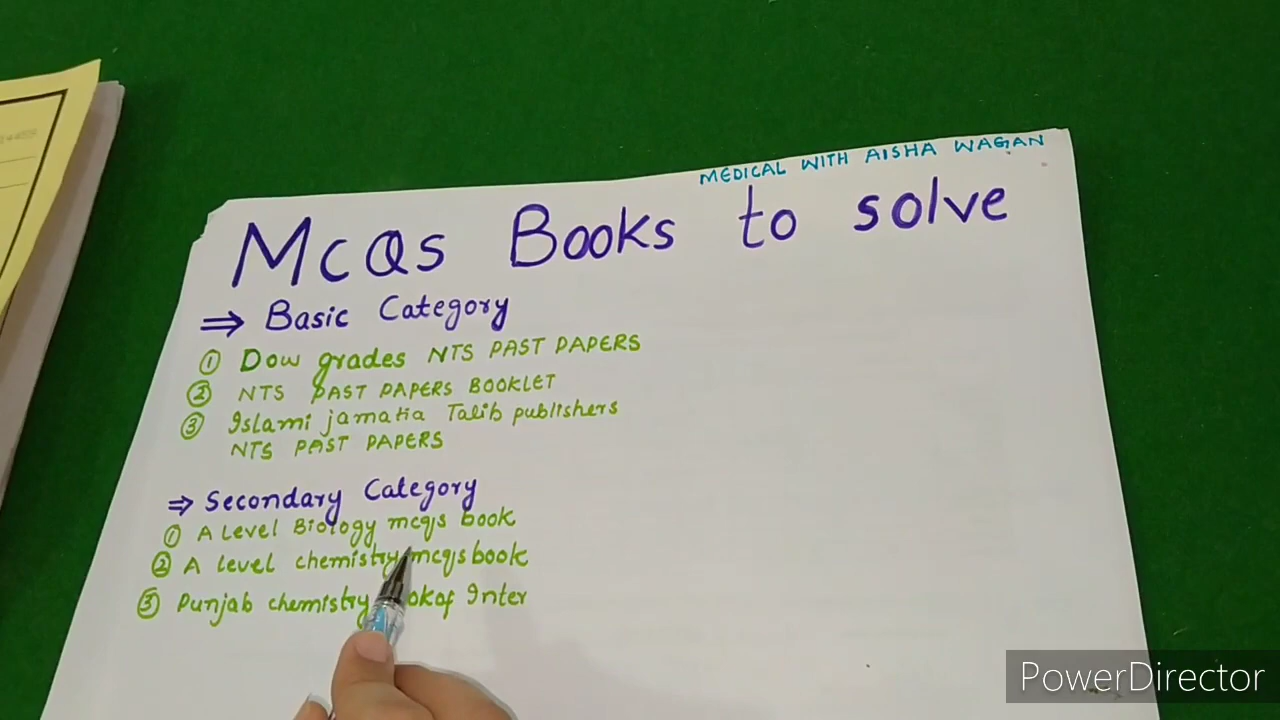 MEDICAL WITH AISHA WAGAN
McQs Books to solve
⇒ Basic Category
① Dow grades NTS PAST PAPERS
② NTS PAST PAPERS BOOKLET
③ Islami jamatia Talib publishers
NTS PAST PAPERS
⇒ Secondary Category
① A Level Biology mcqs book
② A level chemistry mcqs book
③ Punjab chemistry of Inter
PowerDirector